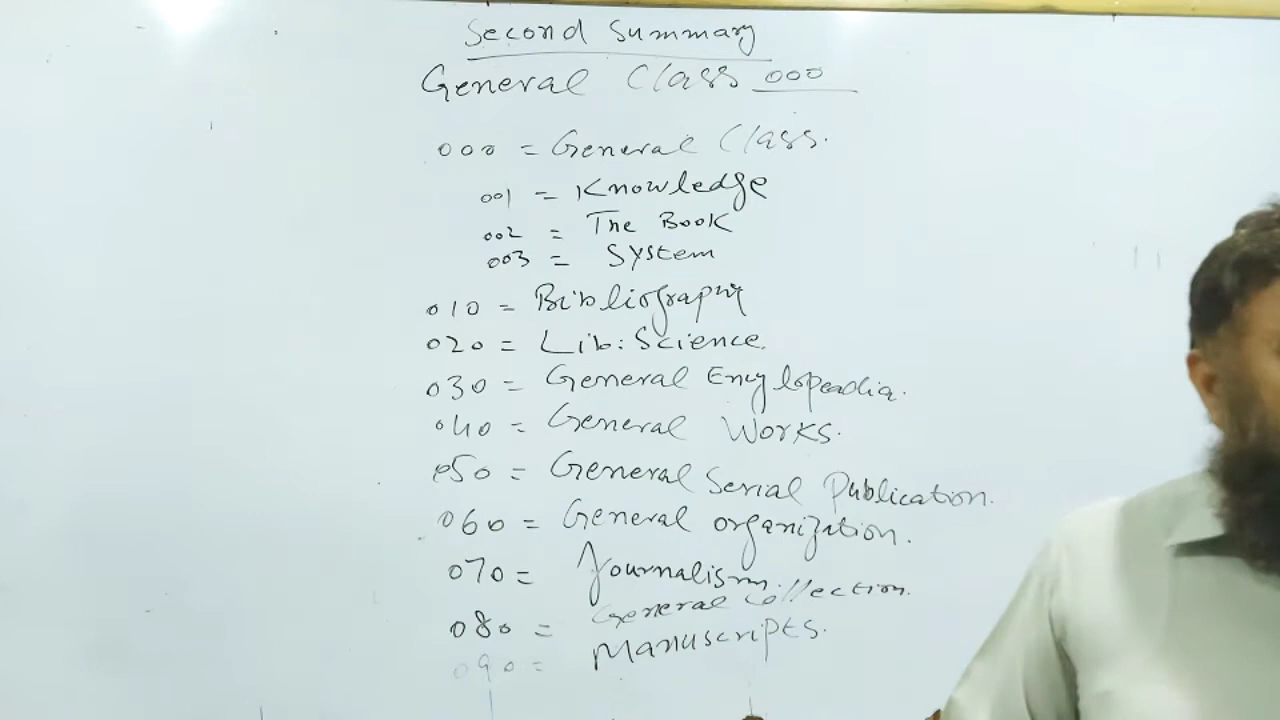 Second Summary
General Class 000
000 = General Class.
001 = Knowledge
002 = The Book
003 = System
010 = Bibliography
020 = Lib: Science.
030 = General Encylopeadia.
040 = General Works.
050 = General Serial Publication.
060 = General organization.
070 = Journalism.
080 = General Collection.
090 = Manuscripts.